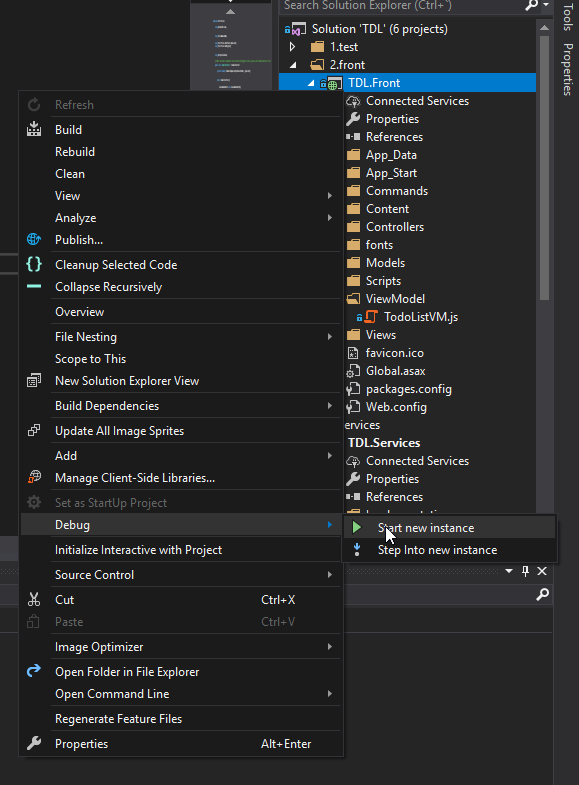 Search Solution Explorer (Ctrl+`)
Solution 'TDL' (6 projects)
1.test
2.front
TDL.Front
Connected Services
Properties
References
App_Data
App_Start
Commands
Content
Controllers
fonts
Models
Scripts
ViewModel
TodoListVM.js
Views
favicon.ico
Global.asax
packages.config
Web.config
ervices
TDL.Services
Connected Services
Properties
References
Tools
Properties
Refresh
Build
Rebuild
Clean
View
Analyze
Publish...
Cleanup Selected Code
Collapse Recursively
Overview
File Nesting
Scope to This
New Solution Explorer View
Build Dependencies
Update All Image Sprites
Add
Manage Client-Side Libraries...
Set as StartUp Project
Debug
Initialize Interactive with Project
Source Control
Cut Ctrl+X
Paste Ctrl+V
Image Optimizer
Open Folder in File Explorer
Open Command Line
Regenerate Feature Files
Properties Alt+Enter
Start new instance
Step Into new instance